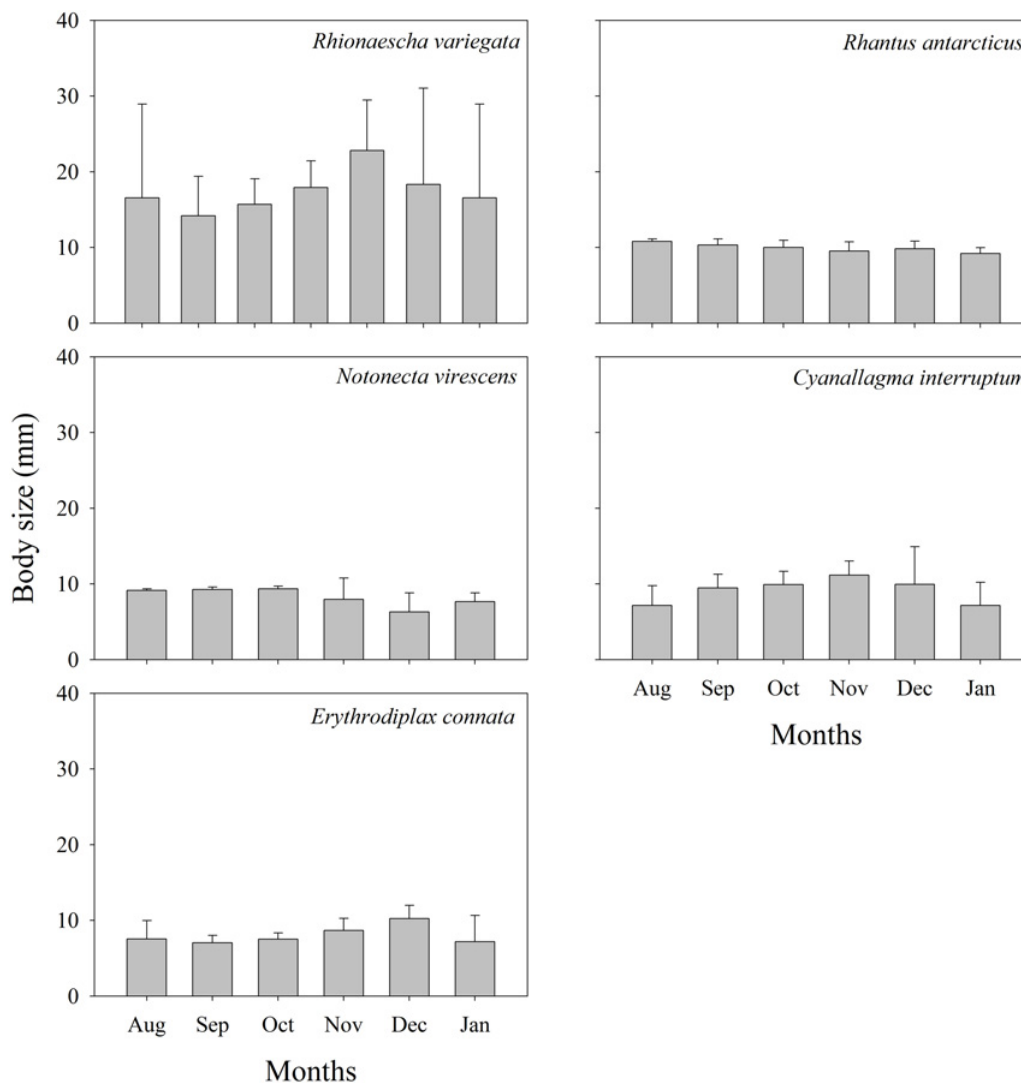 40
30
20
10
0
Rhionaescha variegata
Rhantus antarcticus
40
30
20
10
0
Notonecta virescens
Cyanallagma interruptum
Body size (mm)
Aug Sep Oct Nov Dec Jan
Months
40
30
20
10
0
Erythrodiplax connata
Aug Sep Oct Nov Dec Jan
Months